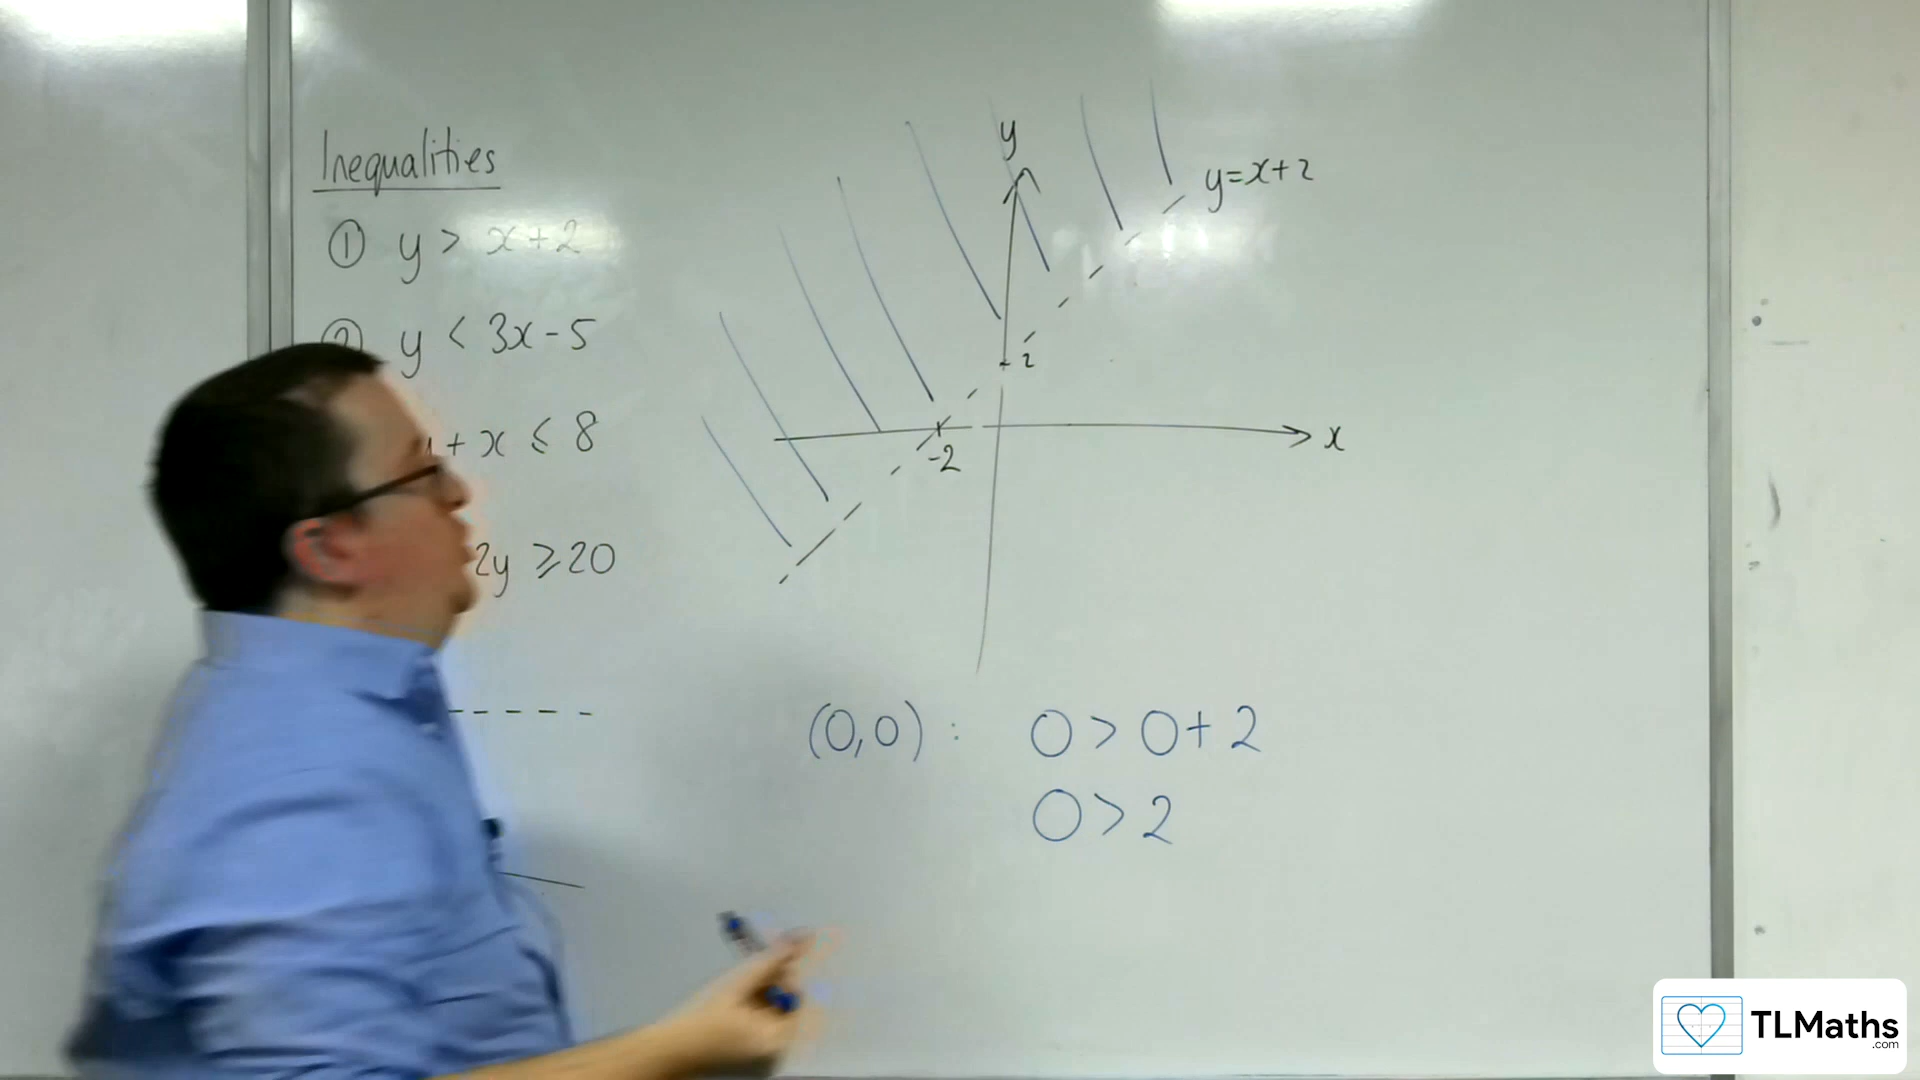 Inequalities
① y > x + 2
② y < 3x - 5
+ x ≤ 8
2y ≥ 20
y
y = x + 2
2
-2
x
(0,0) : 0 > 0 + 2
0 > 2
TLMaths
.com